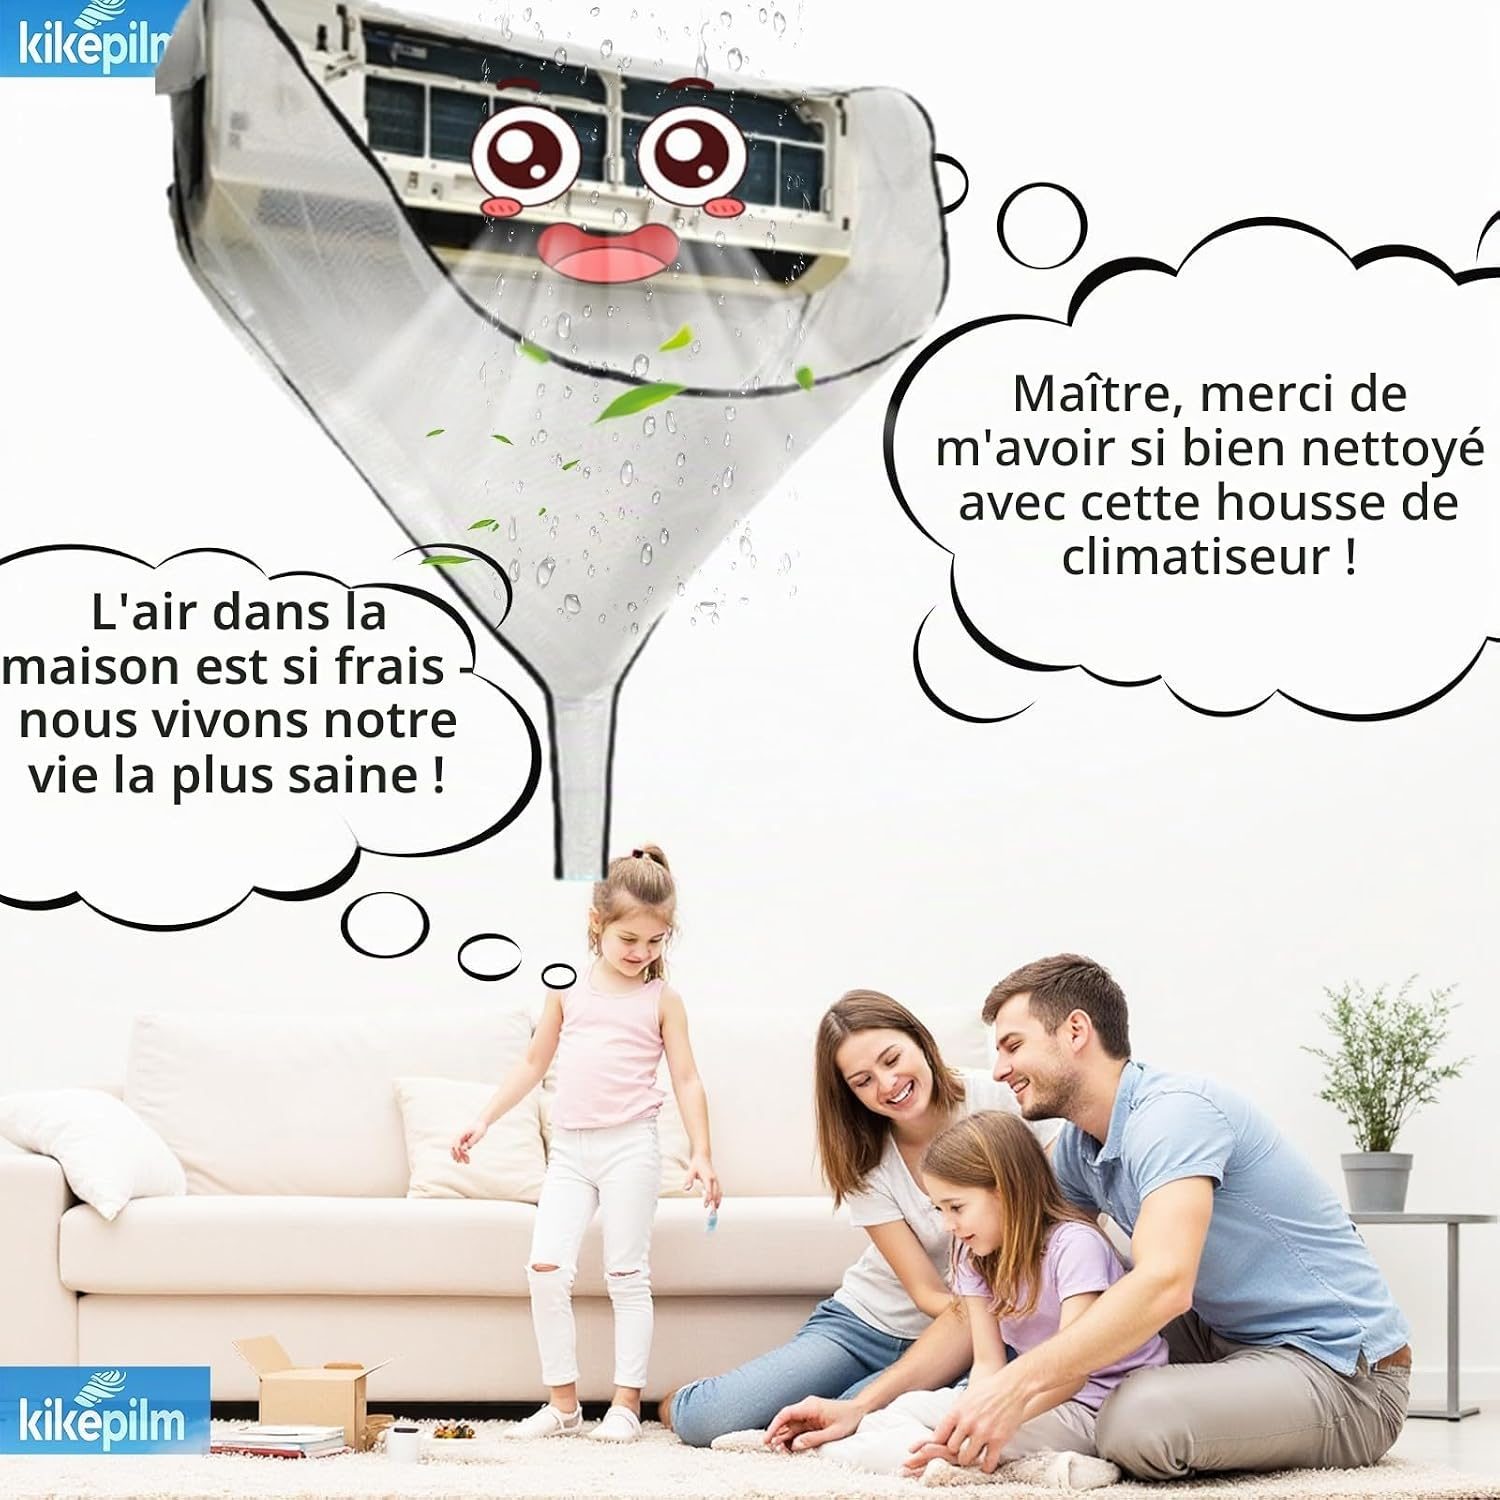 kikepilm
Maître, merci de
m'avoir si bien nettoyé
avec cette housse de
climatiseur !
L'air dans la
maison est si frais -
nous vivons notre
vie la plus saine !
kikepilm